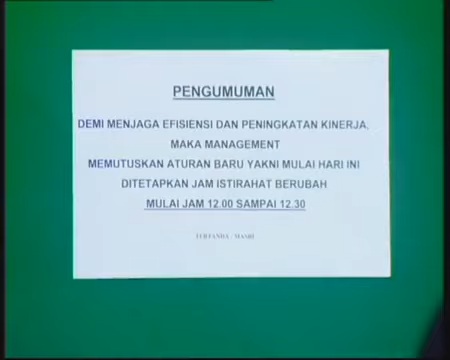 PENGUMUMAN
DEMI MENJAGA EFISIENSI DAN PENINGKATAN KINERJA,
MAKA MANAGEMENT
MEMUTUSKAN ATURAN BARU YAKNI MULAI HARI INI
DITETAPKAN JAM ISTIRAHAT BERUBAH
MULAI JAM 12.00 SAMPAI 12.30